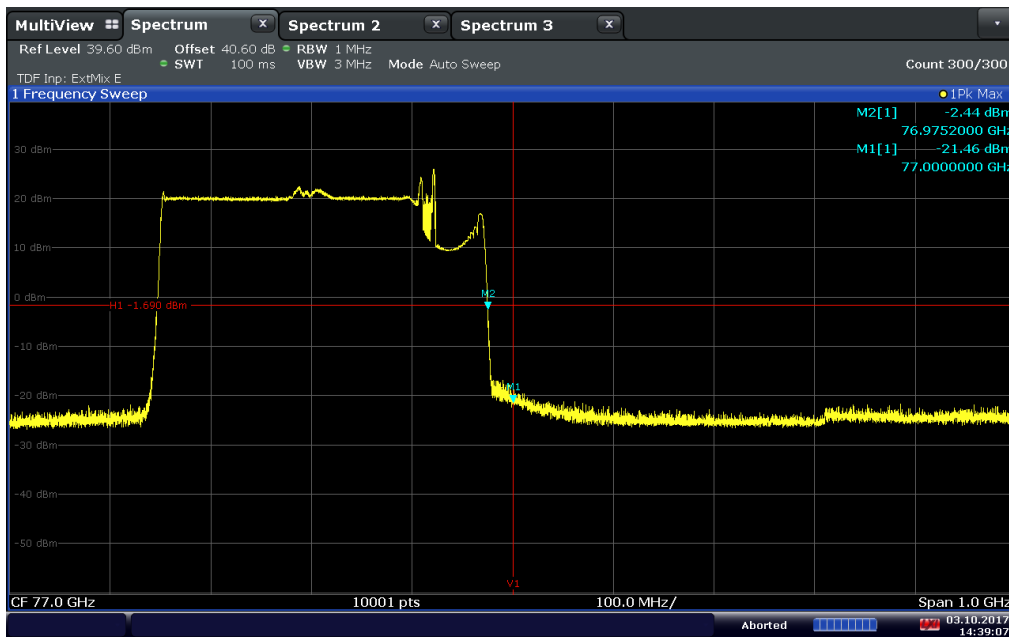 MultiView Spectrum X Spectrum 2 X Spectrum 3 X
Ref Level 39.60 dBm Offset 40.60 dB RBW 1 MHz
SWT 100 ms VBW 3 MHz Mode Auto Sweep Count 300/300
TDF Inp: ExtMix E
1 Frequency Sweep 1Pk Max
M2[1] -2.44 dBm
76.9752000 GHz
M1[1] -21.46 dBm
77.0000000 GHz
30 dBm
20 dBm
10 dBm
0 dBm
M2
H1 -1.690 dBm
-10 dBm
M1
-20 dBm
-30 dBm
-40 dBm
-50 dBm
V1
CF 77.0 GHz 10001 pts 100.0 MHz/ Span 1.0 GHz
Aborted 03.10.2017
14:39:07